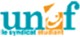 unef
le syndicat étudiant